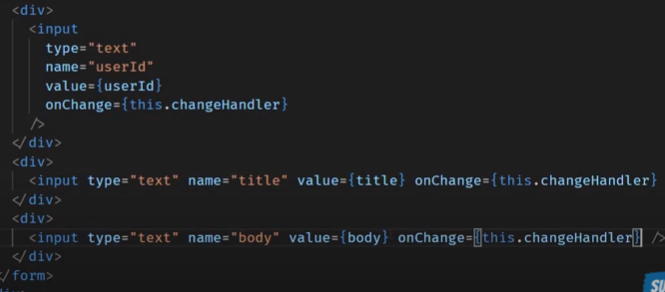 <div>
<input
type="text"
name="userId"
value={userId}
onChange={this.changeHandler}
/>
</div>
<div>
<input type="text" name="title" value={title} onChange={this.changeHandler}
</div>
<div>
<input type="text" name="body" value={body} onChange={this.changeHandler} />
</div>
</form>
SU